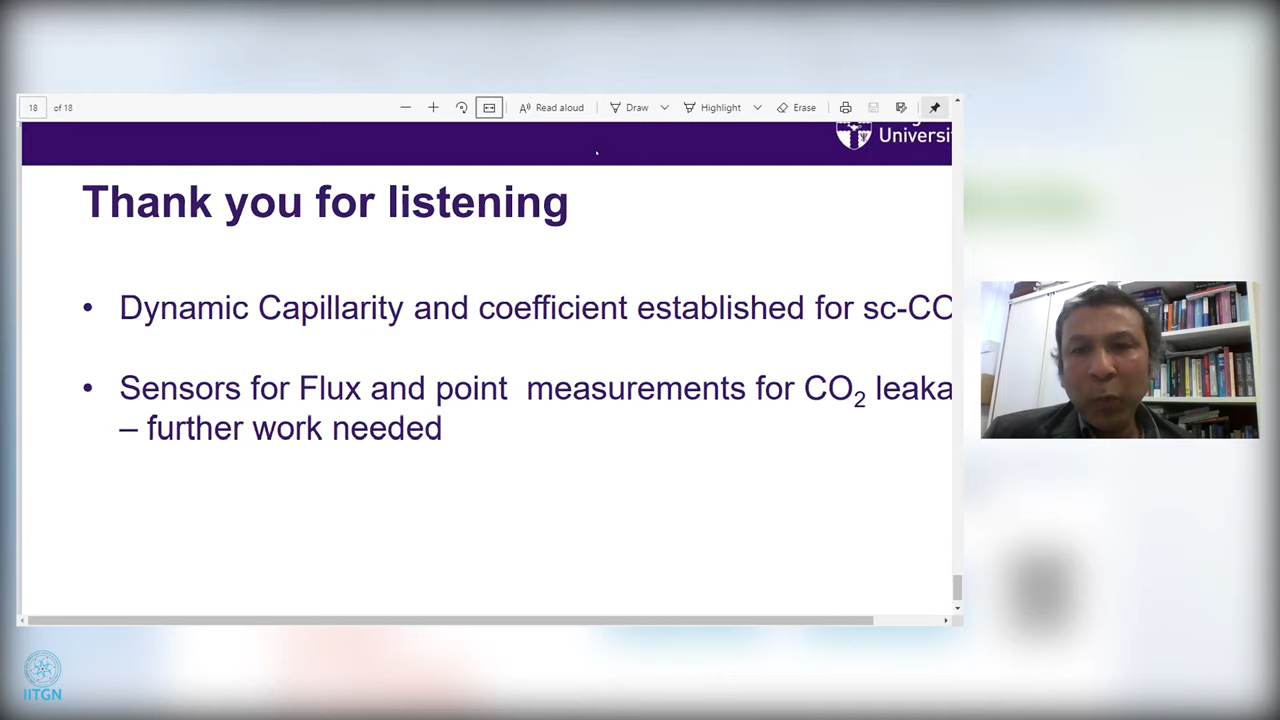 18 of 18
Read aloud
Draw
Highlight
Erase
Universi
Thank you for listening
• Dynamic Capillarity and coefficient established for sc-CO
• Sensors for Flux and point measurements for CO₂ leaka
– further work needed
IITGN